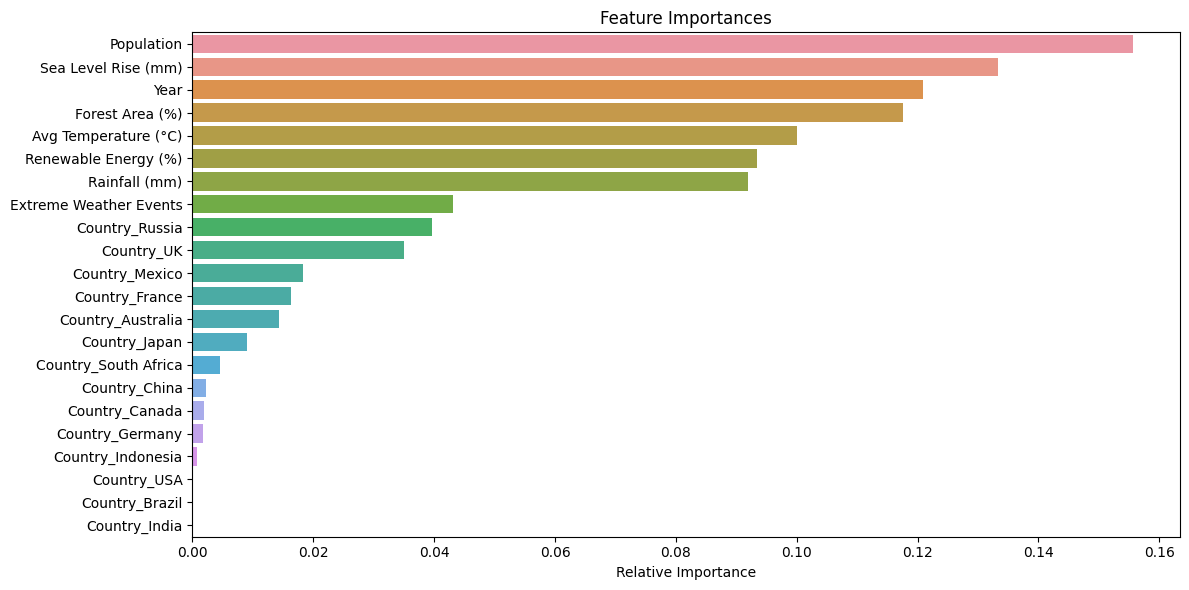 Feature Importances
Population
Sea Level Rise (mm)
Year
Forest Area (%)
Avg Temperature (°C)
Renewable Energy (%)
Rainfall (mm)
Extreme Weather Events
Country_Russia
Country_UK
Country_Mexico
Country_France
Country_Australia
Country_Japan
Country_South Africa
Country_China
Country_Canada
Country_Germany
Country_Indonesia
Country_USA
Country_Brazil
Country_India
0.00 0.02 0.04 0.06 0.08 0.10 0.12 0.14 0.16
Relative Importance